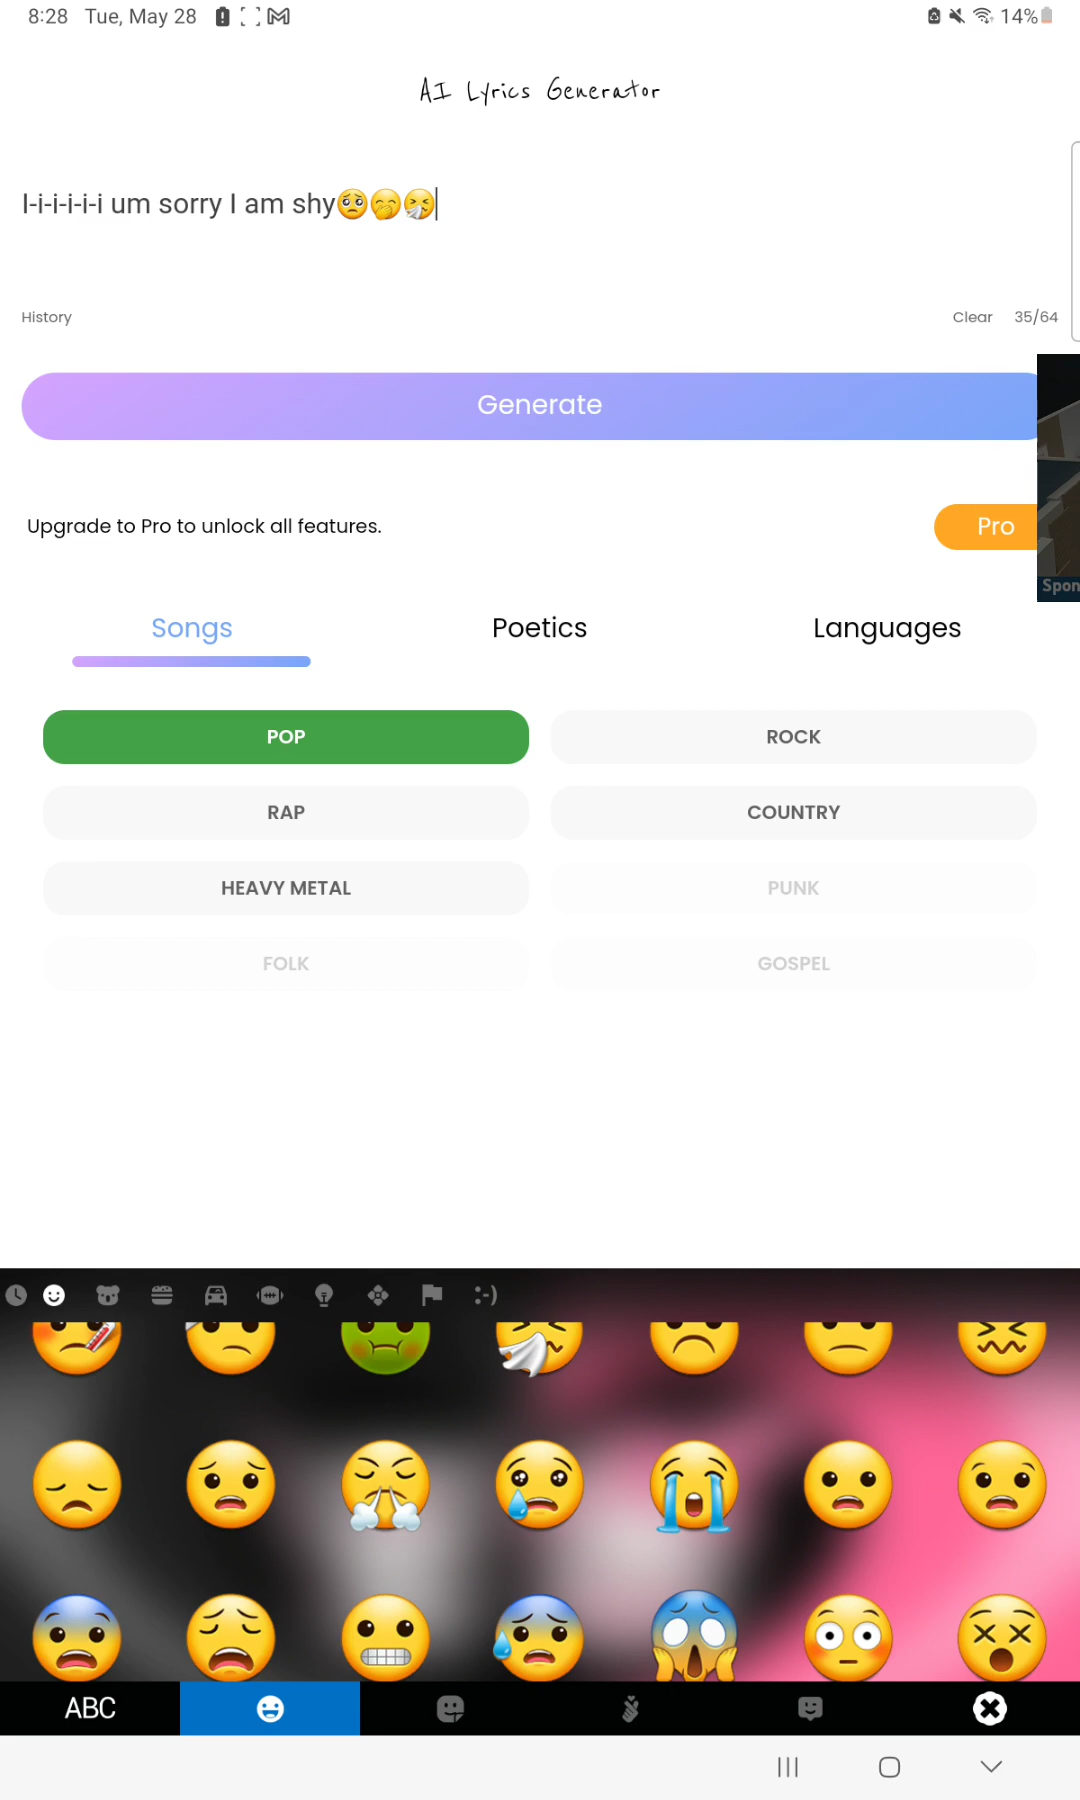 8:28 Tue, May 28
14%
AI Lyrics Generator
I-i-i-i-i-i um sorry I am shy🥺🤭🤧
History
Clear 35/64
Generate
Upgrade to Pro to unlock all features.
Pro
Spon
Songs
Poetics
Languages
POP
ROCK
RAP
COUNTRY
HEAVY METAL
PUNK
FOLK
GOSPEL
:-)
ABC